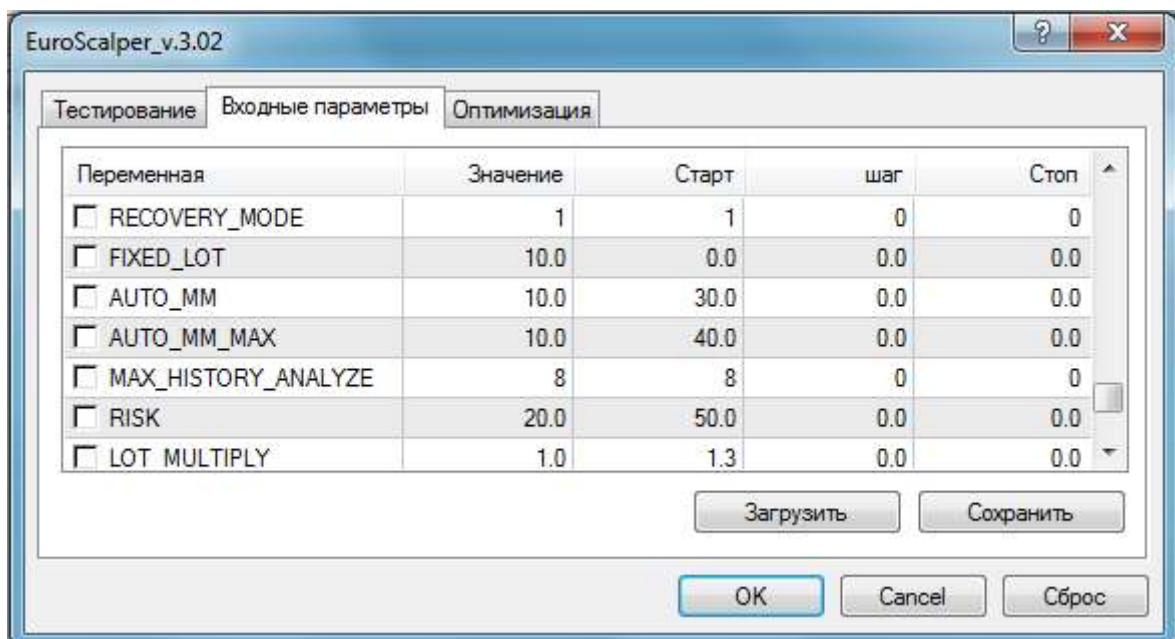 EuroScalper_v.3.02
Тестирование Входные параметры Оптимизация
Переменная Значение Старт шаг Стоп
RECOVERY_MODE 1 1 0 0
FIXED_LOT 10.0 0.0 0.0 0.0
AUTO_MM 10.0 30.0 0.0 0.0
AUTO_MM_MAX 10.0 40.0 0.0 0.0
MAX_HISTORY_ANALYZE 8 8 0 0
RISK 20.0 50.0 0.0 0.0
LOT_MULTIPLY 1.0 1.3 0.0 0.0
Загрузить Сохранить
OK Cancel Сброс